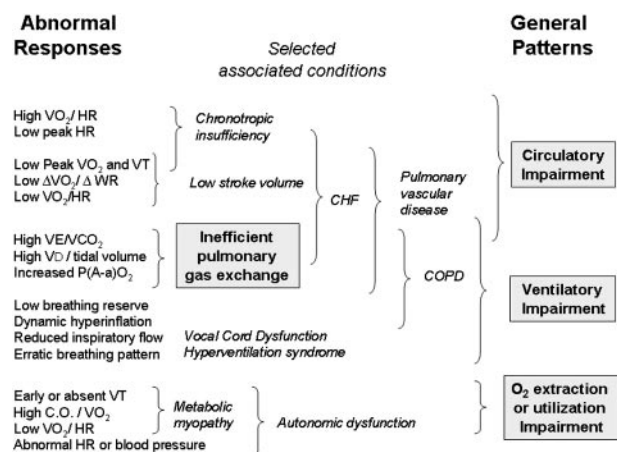 Abnormal
Responses
Selected
associated conditions
General
Patterns
High VO2/ HR
Low peak HR
Chronotropic
insufficiency
Low Peak VO2 and VT
Low ΔVO2/ Δ WR
Low VO2/HR
Low stroke volume
CHF
Pulmonary
vascular
disease
Circulatory
Impairment
High VE/VCO2
High VD / tidal volume
Increased P(A-a)O2
Inefficient
pulmonary
gas exchange
COPD
Ventilatory
Impairment
Low breathing reserve
Dynamic hyperinflation
Reduced inspiratory flow
Erratic breathing pattern
Vocal Cord Dysfunction
Hyperventilation syndrome
Early or absent VT
High C.O. / VO2
Low VO2/ HR
Abnormal HR or blood pressure
Metabolic
myopathy
Autonomic dysfunction
O2 extraction
or utilization
Impairment